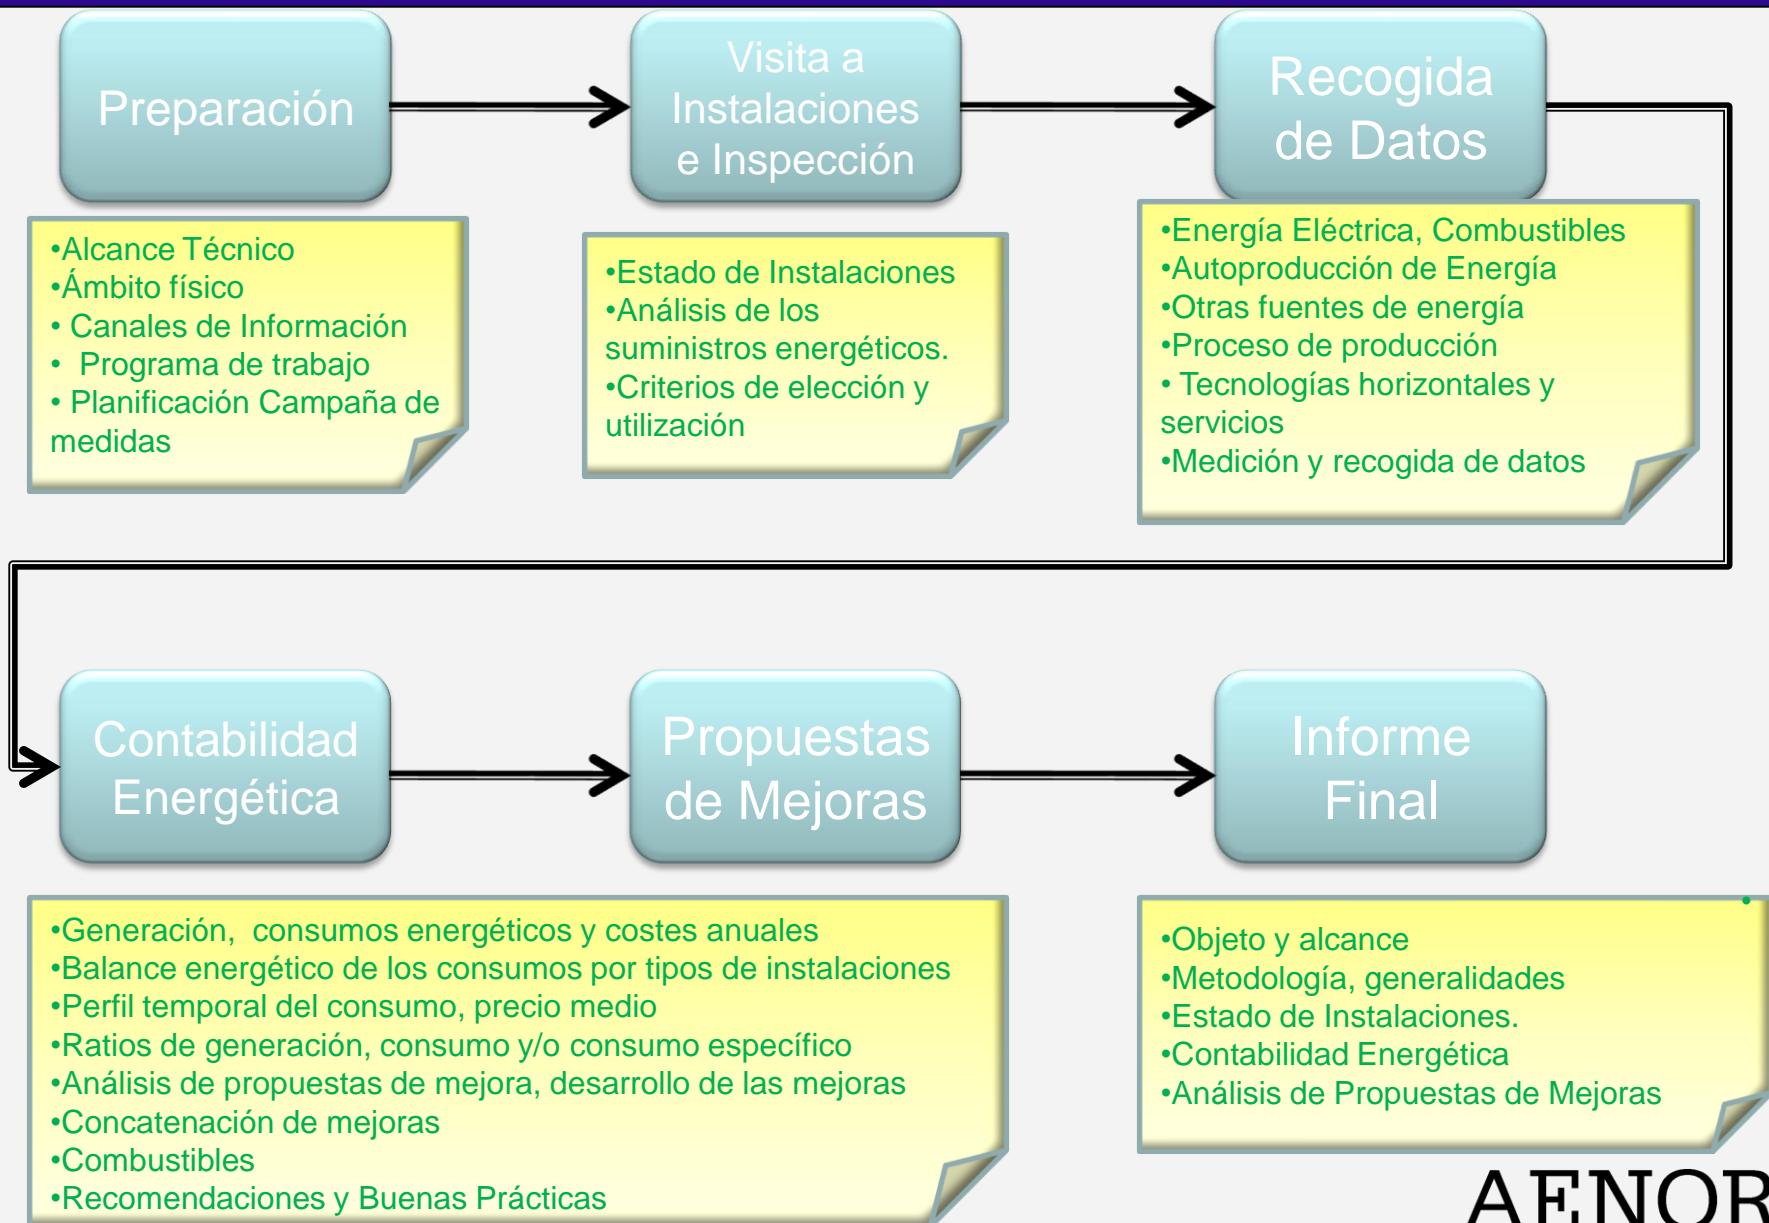 Preparación
Visita a
Instalaciones
e Inspección
Recogida
de Datos
•Alcance Técnico
•Ámbito físico
• Canales de Información
•  Programa de trabajo
• Planificación Campaña de
medidas
•Estado de Instalaciones
•Análisis de los
suministros energéticos.
•Criterios de elección y
utilización
•Energía Eléctrica, Combustibles
•Autoproducción de Energía
•Otras fuentes de energía
•Proceso de producción
• Tecnologías horizontales y
servicios
•Medición y recogida de datos
Contabilidad
Energética
Propuestas
de Mejoras
Informe
Final
•Generación,  consumos energéticos y costes anuales
•Balance energético de los consumos por tipos de instalaciones
•Perfil temporal del consumo, precio medio
•Ratios de generación, consumo y/o consumo específico
•Análisis de propuestas de mejora, desarrollo de las mejoras
•Concatenación de mejoras
•Combustibles
•Recomendaciones y Buenas Prácticas
•
•Objeto y alcance
•Metodología, generalidades
•Estado de Instalaciones.
•Contabilidad Energética
•Análisis de Propuestas de Mejoras
AENOR